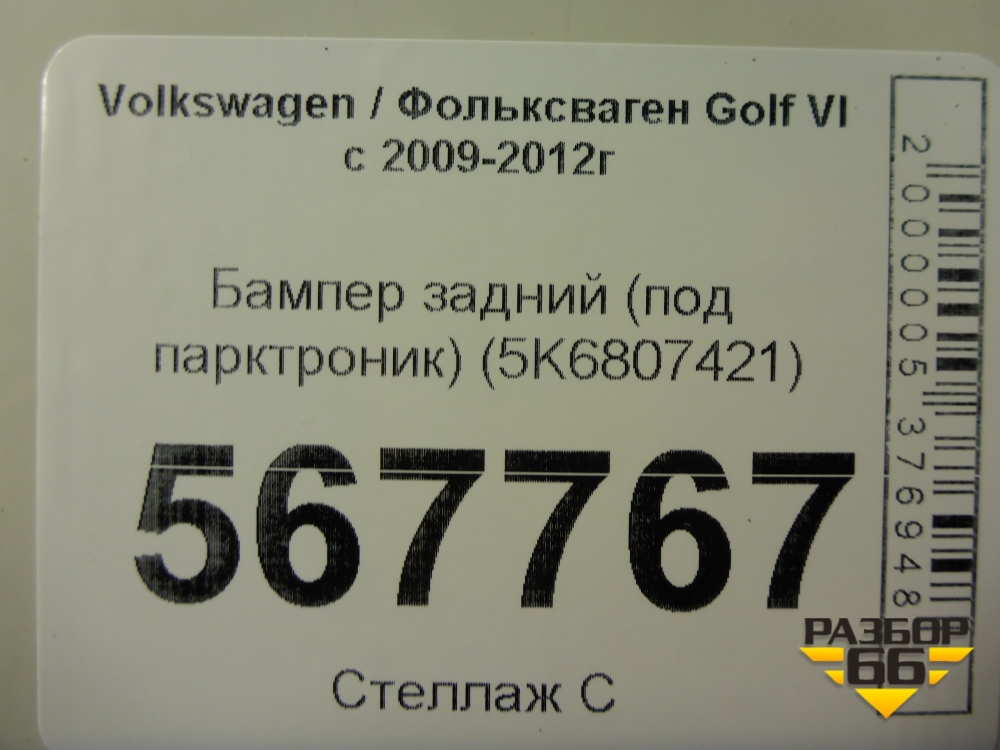 Volkswagen / Фольксваген Golf VI
с 2009-2012г
Бампер задний (под
парктроник) (5K6807421)
567767
Стеллаж С
2000005376948
РАЗБОР
66